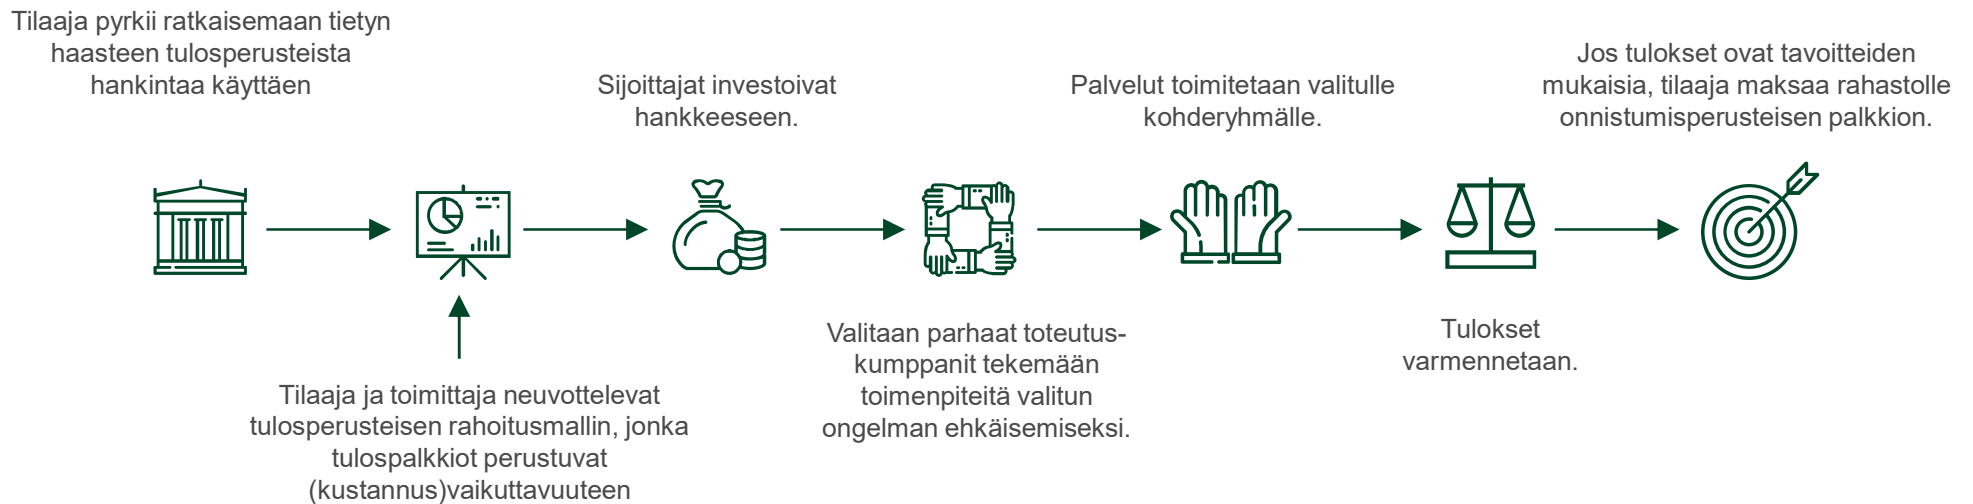 Tilaaja pyrkii ratkaisemaan tietyn
haasteen tulosperusteista
hankintaa käyttäen
Tilaaja ja toimittaja neuvottelevat
tulosperusteisen rahoitusmallin, jonka
tulospalkkiot perustuvat
(kustannus)vaikuttavuuteen
Sijoittajat investoivat
hankkeeseen.
Valitaan parhaat toteutus-
kumppanit tekemään
toimenpiteitä valitun
ongelman ehkäisemiseksi.
Palvelut toimitetaan valitulle
kohderyhmälle.
Tulokset
varmennetaan.
Jos tulokset ovat tavoitteiden
mukaisia, tilaaja maksaa rahastolle
onnistumisperusteisen palkkion.